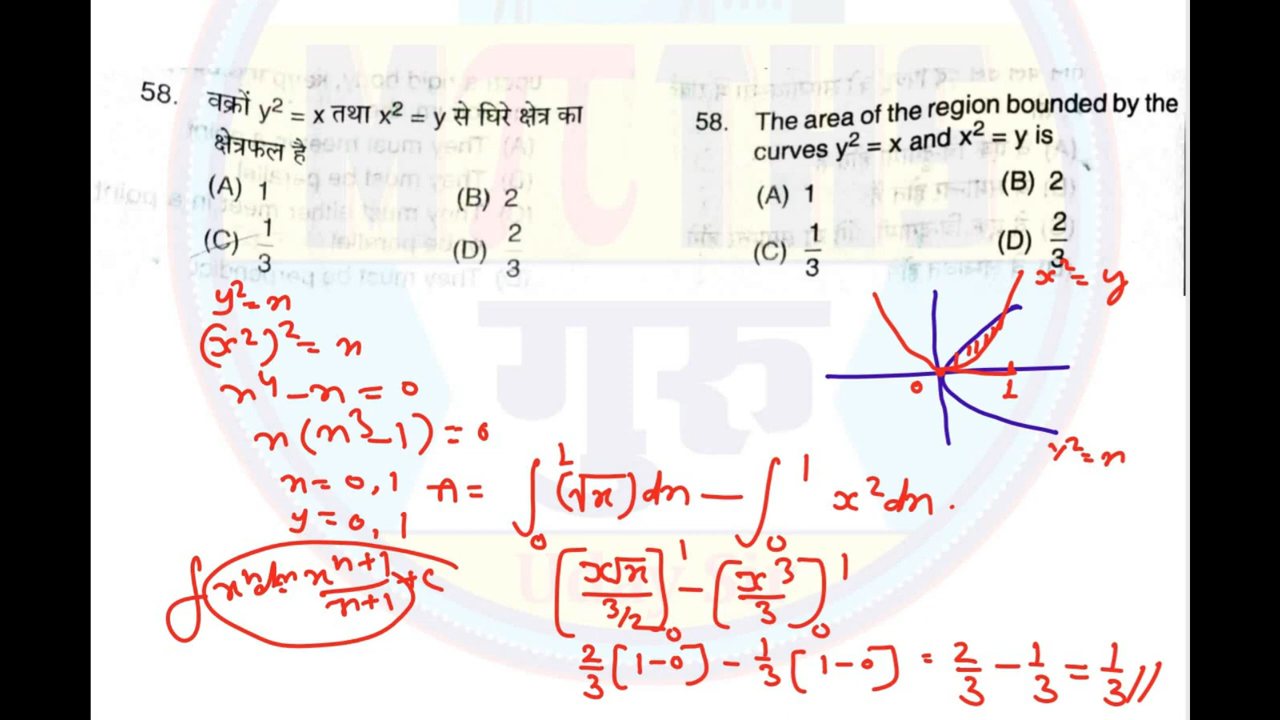 58. वक्रों y² = x तथा x² = y से घिरे क्षेत्र का
क्षेत्रफल है
(A) 1 (B) 2
(C) 1/3 (D) 2/3
58. The area of the region bounded by the
curves y² = x and x² = y is
(A) 1 (B) 2
(C) 1/3 (D) 2/3
x² = y
0 1
y² = x
y² = x
(x²)² = x
x⁴ - x = 0
x(x³ - 1) = 0
x = 0, 1
y = 0, 1
∫ xⁿ dx = xⁿ⁺¹/n+1 + c
A = ∫₀¹ (√x) dx - ∫₀¹ x² dx.
[x√x / 3/2]₀¹ - [x³/3]₀¹
2/3 [1-0] - 1/3 [1-0] = 2/3 - 1/3 = 1/3 //
MATHS
गुरु